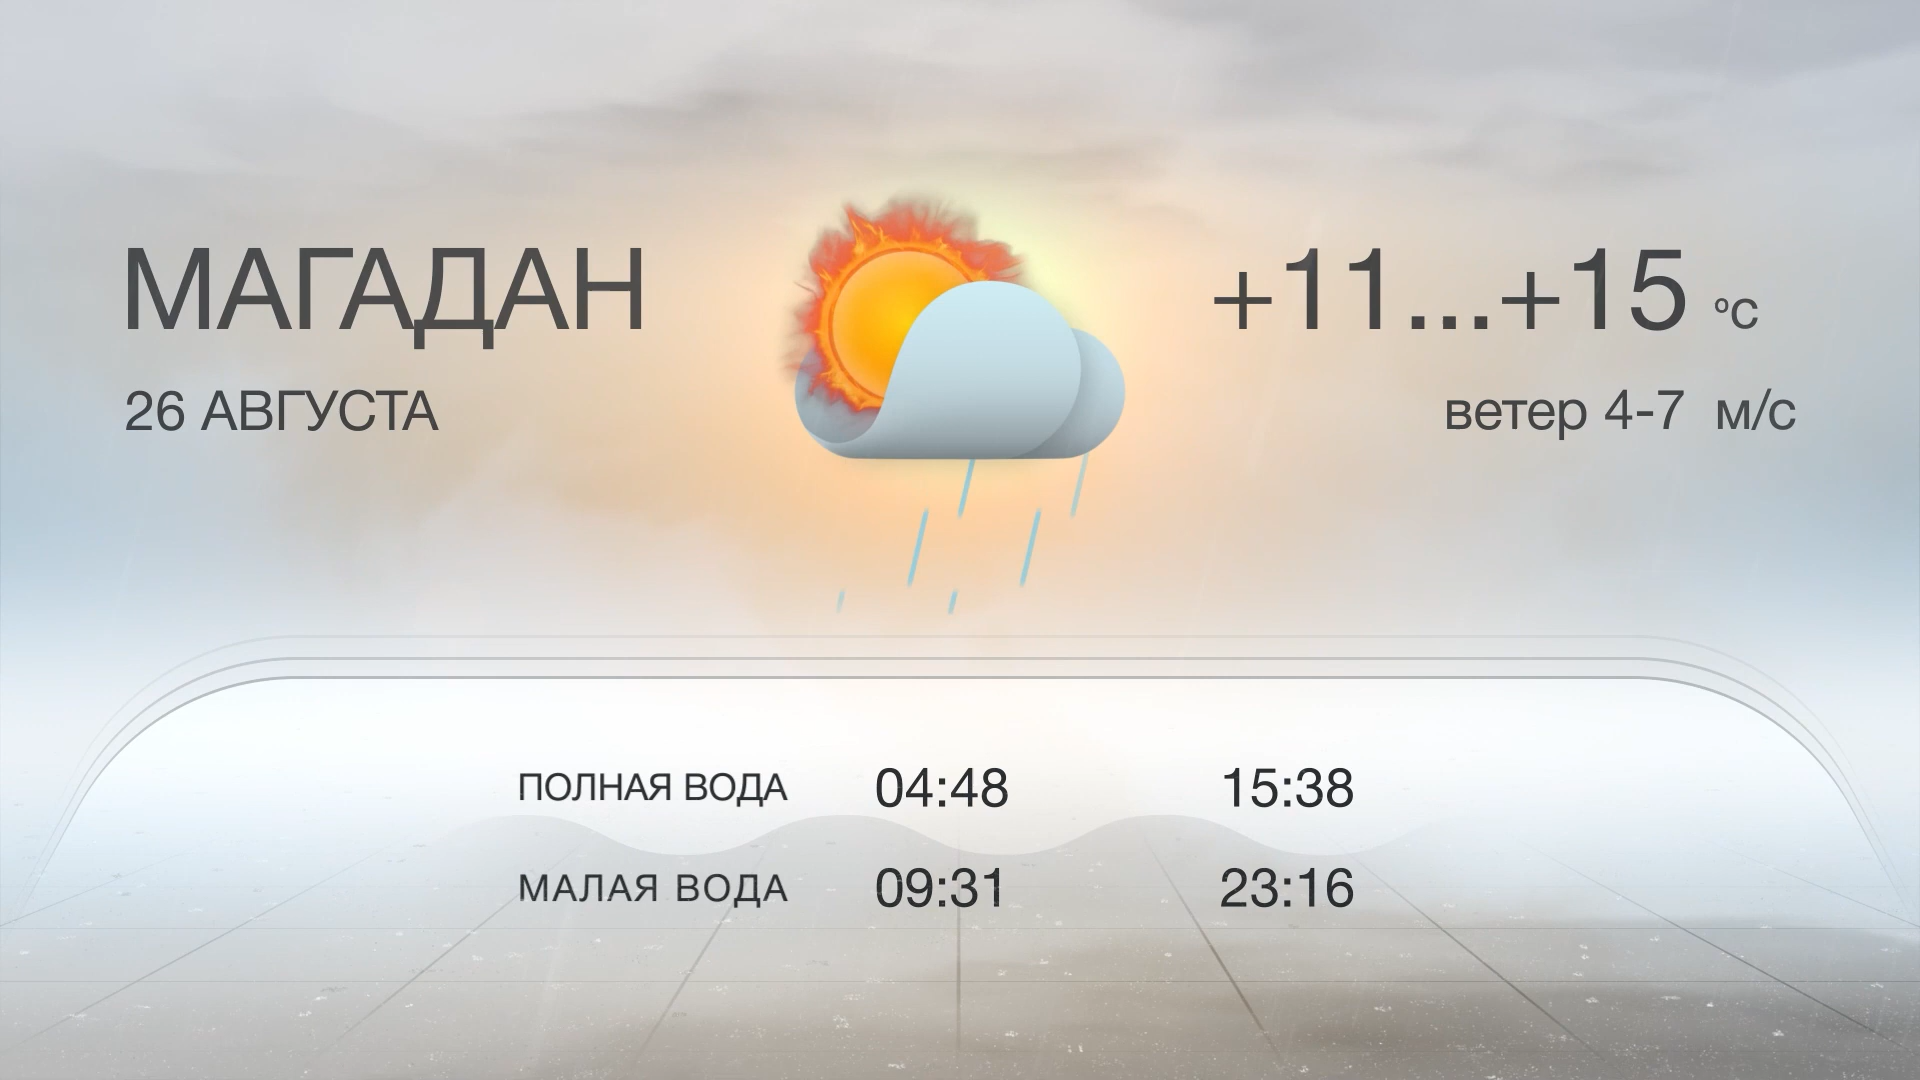 МАГАДАН
+11...+15 °С
26 АВГУСТА
ветер 4-7 м/с
ПОЛНАЯ ВОДА 04:48 15:38
МАЛАЯ ВОДА 09:31 23:16